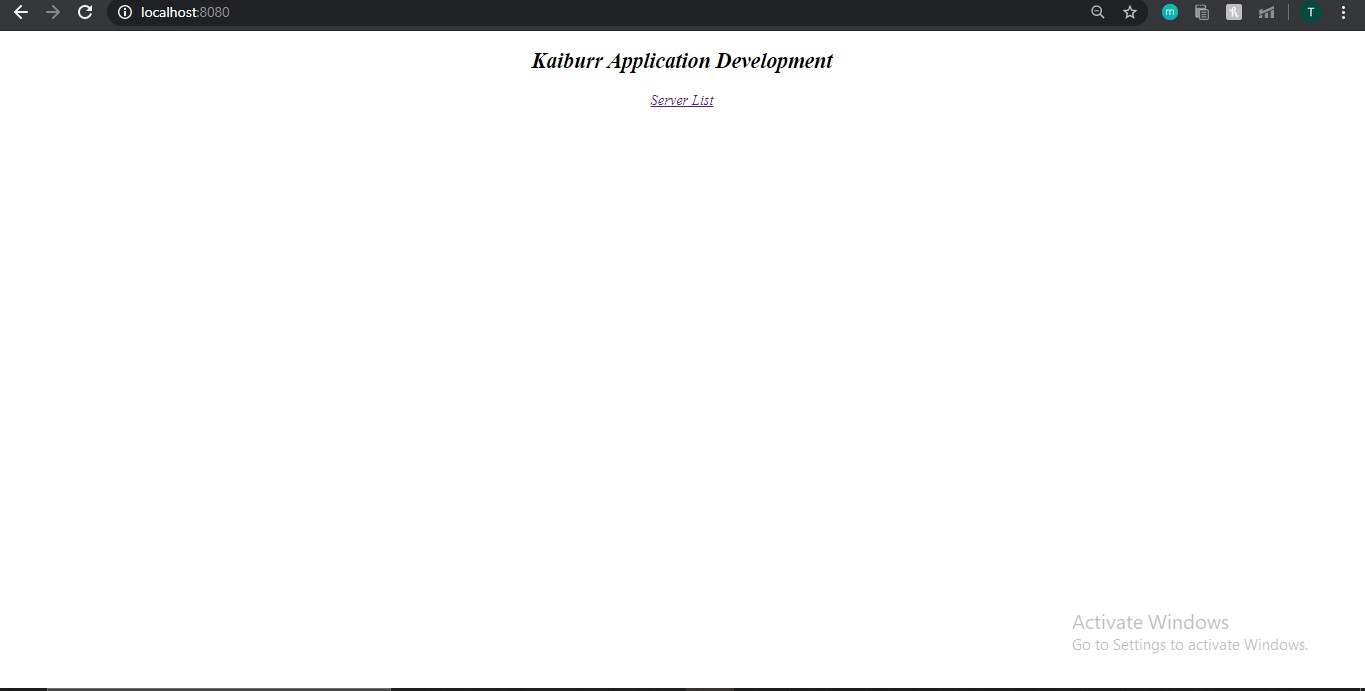 localhost:8080
m
T
Kaiburr Application Development
Server List
Activate Windows
Go to Settings to activate Windows.